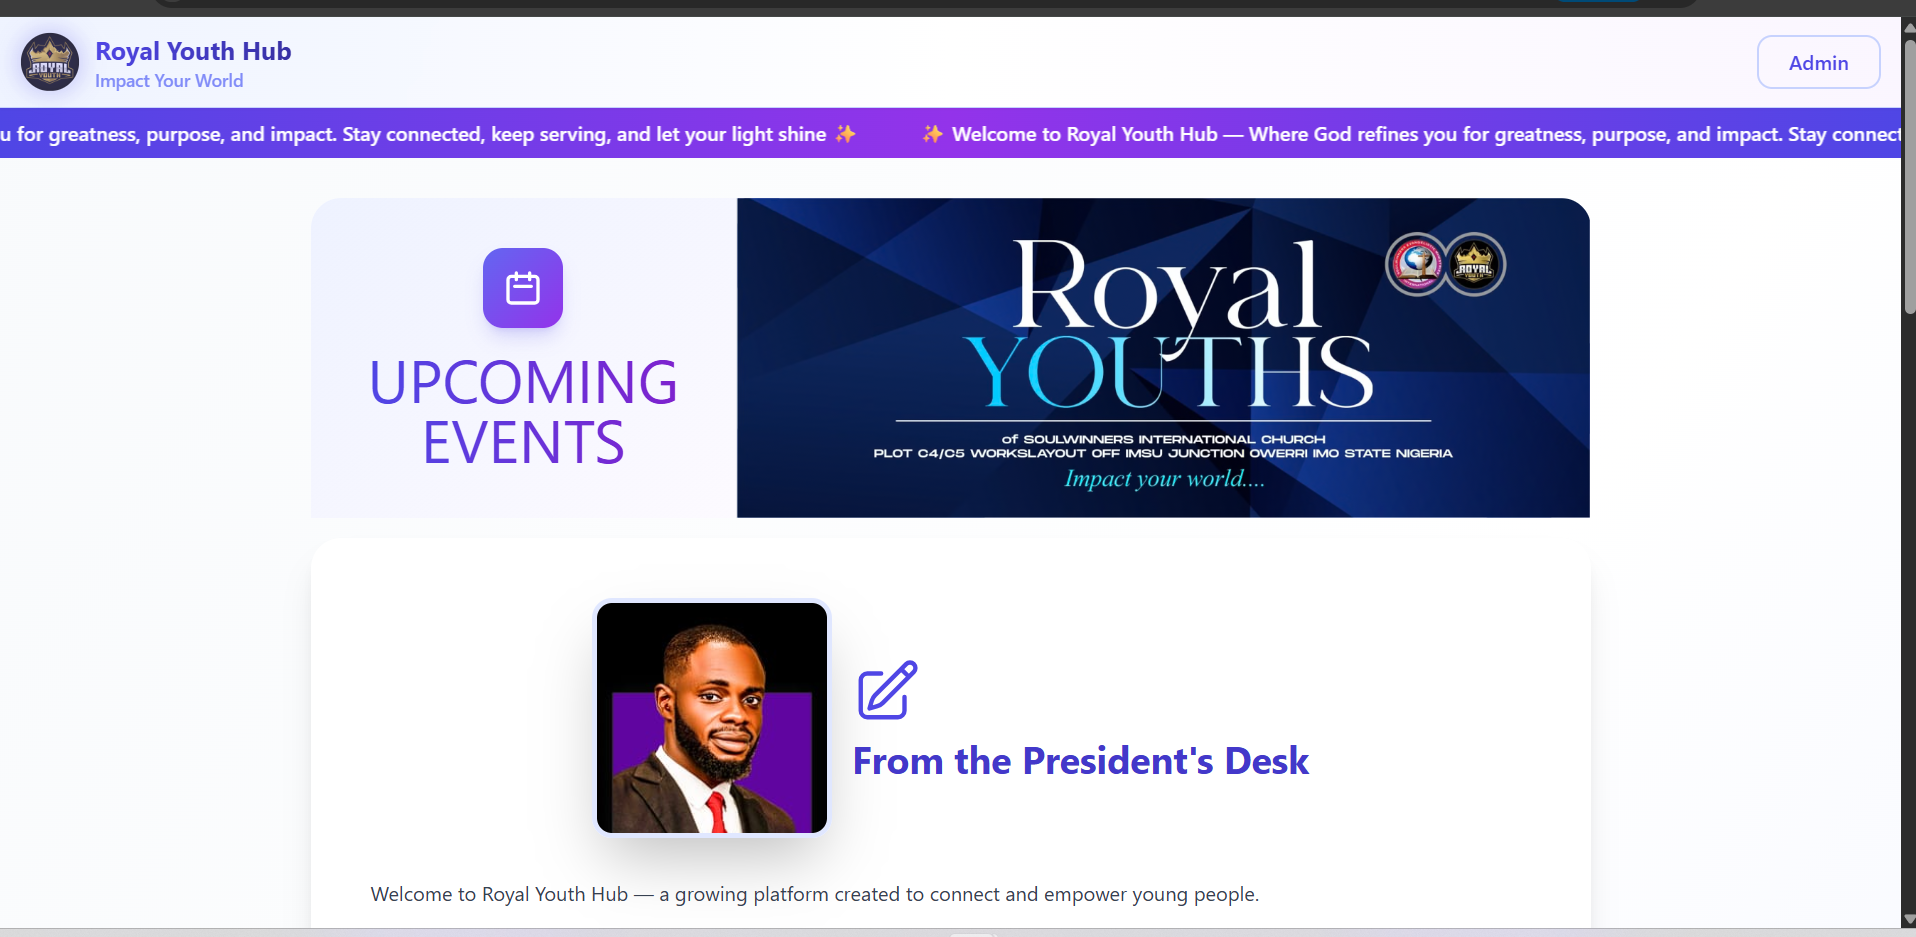 Royal Youth Hub
Impact Your World
Admin
u for greatness, purpose, and impact. Stay connected, keep serving, and let your light shine ✨ ✨ Welcome to Royal Youth Hub — Where God refines you for greatness, purpose, and impact. Stay connect
UPCOMING
EVENTS
Royal
YOUTHS
ROYAL
of SOULWINNERS INTERNATIONAL CHURCH
PLOT C4/C5 WORKSLAYOUT OFF IMSU JUNCTION OWERRI IMO STATE NIGERIA
Impact your world....
From the President's Desk
Welcome to Royal Youth Hub — a growing platform created to connect and empower young people.